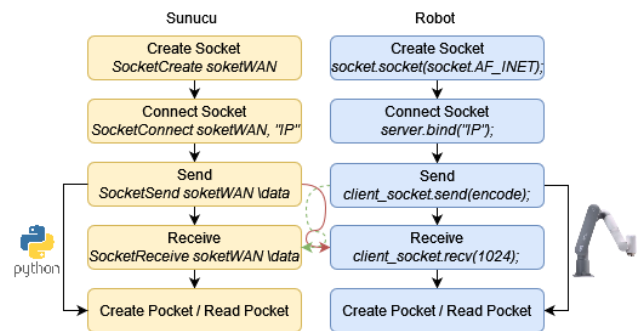 Sunucu
Create Socket
SocketCreate soketWAN
Connect Socket
SocketConnect soketWAN, "IP"
Send
SocketSend soketWAN \data
Receive
SocketReceive soketWAN \data
Create Pocket / Read Pocket
python
Robot
Create Socket
socket.socket(socket.AF_INET);
Connect Socket
server.bind("IP");
Send
client_socket.send(encode);
Receive
client_socket.recv(1024);
Create Pocket / Read Pocket